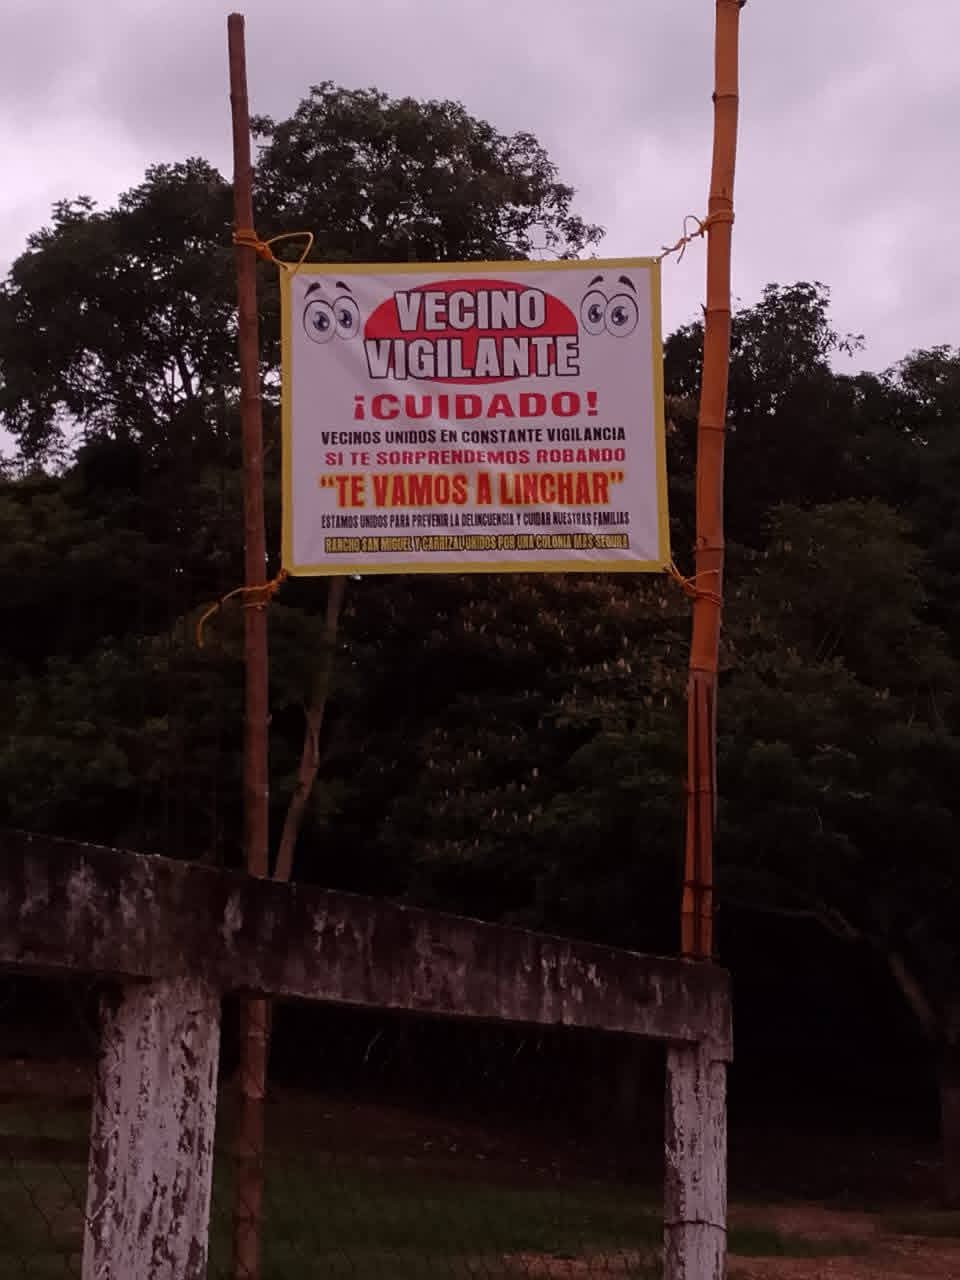 VECINO
VIGILANTE
¡CUIDADO!
VECINOS UNIDOS EN CONSTANTE VIGILANCIA
SI TE SORPRENDEMOS ROBANDO
"TE VAMOS A LINCHAR"
ESTAMOS UNIDOS PARA PREVENIR LA DELINCUENCIA Y CUIDAR NUESTRAS FAMILIAS
RANCHO SAN MIGUEL Y CARRIZAL UNIDOS POR UNA COLONIA MAS SEGURA